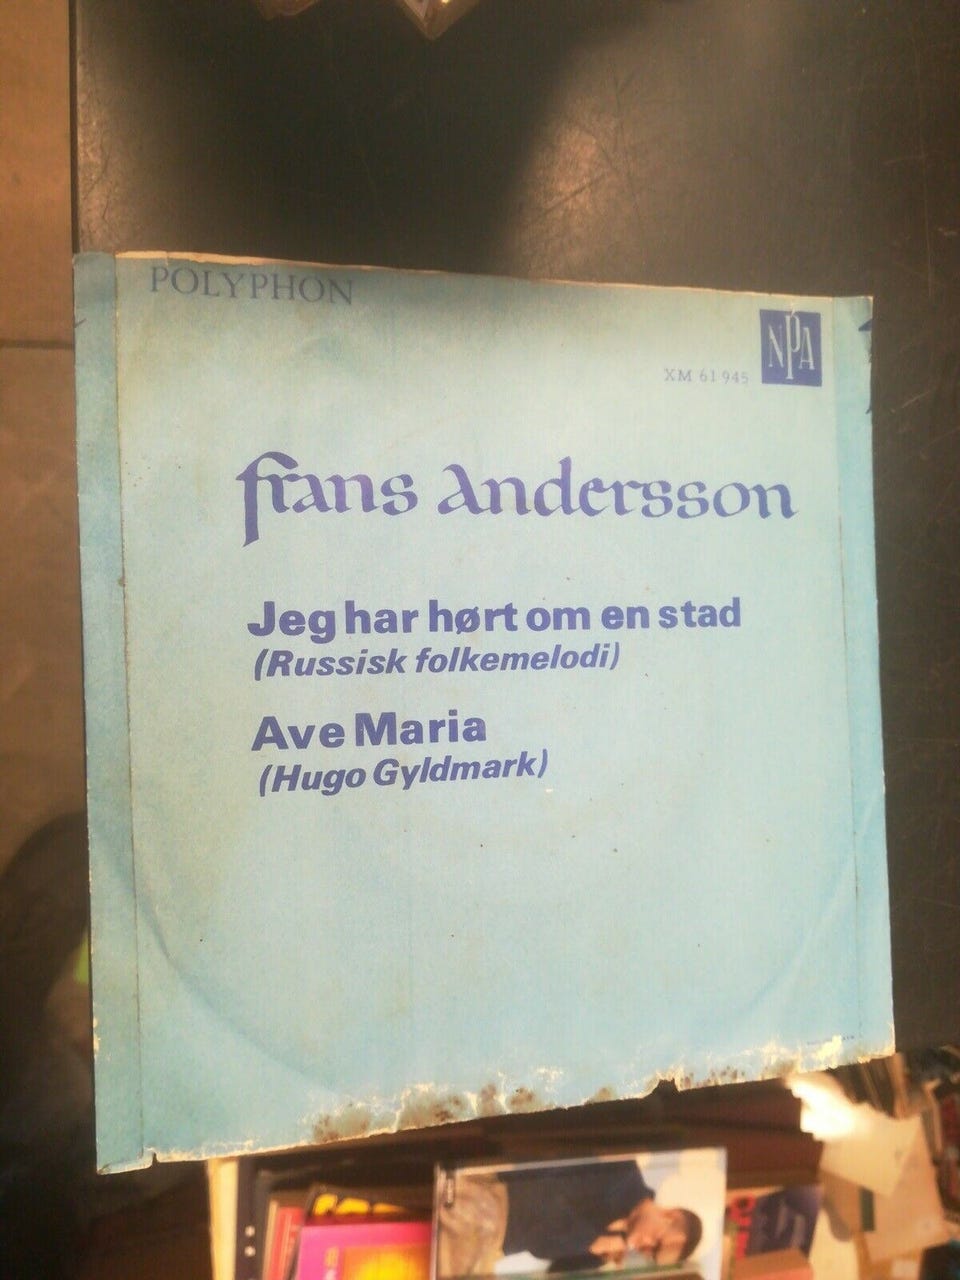 POLYPHON
NPA
XM 61 945
frans andersson
Jeg har hørt om en stad
(Russisk folkemelodi)
Ave Maria
(Hugo Gyldmark)